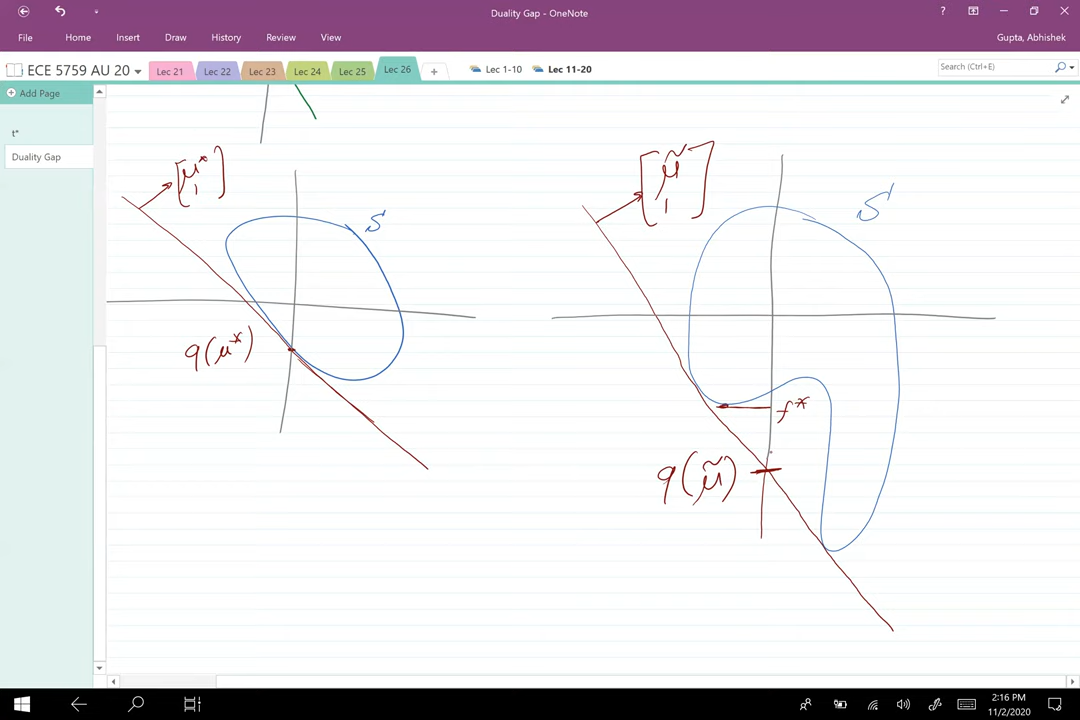 Duality Gap - OneNote
?
File Home Insert Draw History Review View
Gupta, Abhishek
ECE 5759 AU 20
Lec 21
Lec 22
Lec 23
Lec 24
Lec 25
Lec 26
+
Lec 1-10
Lec 11-20
Search (Ctrl+E)
Add Page
t*
Duality Gap
[μ* 1]
S
q(μ*)
[μ̃ 1]
S
f*
q(μ̃)
2:16 PM
11/2/2020